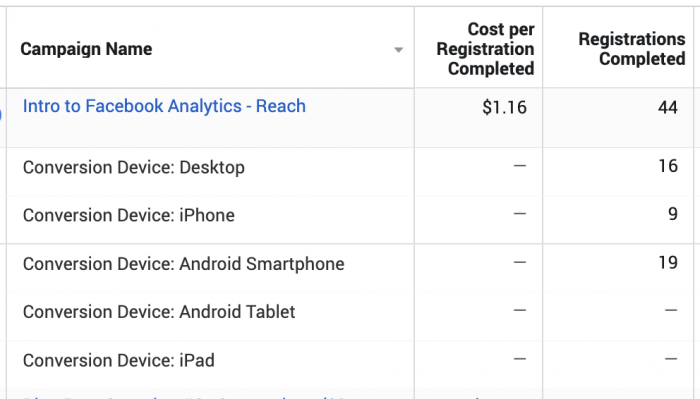 Campaign Name
Cost per
Registration
Completed
Registrations
Completed
Intro to Facebook Analytics - Reach
$1.16
44
Conversion Device: Desktop
—
16
Conversion Device: iPhone
—
9
Conversion Device: Android Smartphone
—
19
Conversion Device: Android Tablet
—
—
Conversion Device: iPad
—
—